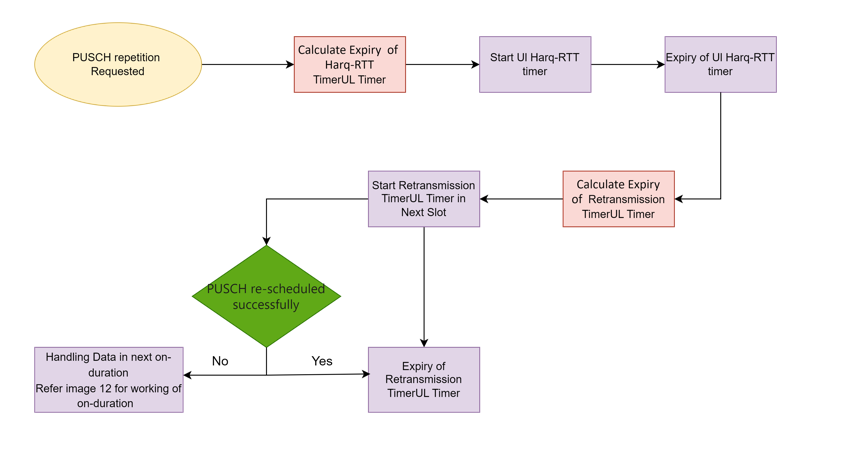 PUSCH repetition
Requested
Calculate Expiry of
Harq-RTT
TimerUL Timer
Start Ul Harq-RTT
timer
Expiry of Ul Harq-RTT
timer
Start Retransmission
TimerUL Timer in
Next Slot
Calculate Expiry
of Retransmission
TimerUL Timer
PUSCH re-scheduled
successfully
No
Yes
Handling Data in next on-
duration
Refer image 12 for working of
on-duration
Expiry of
Retransmission
TimerUL Timer